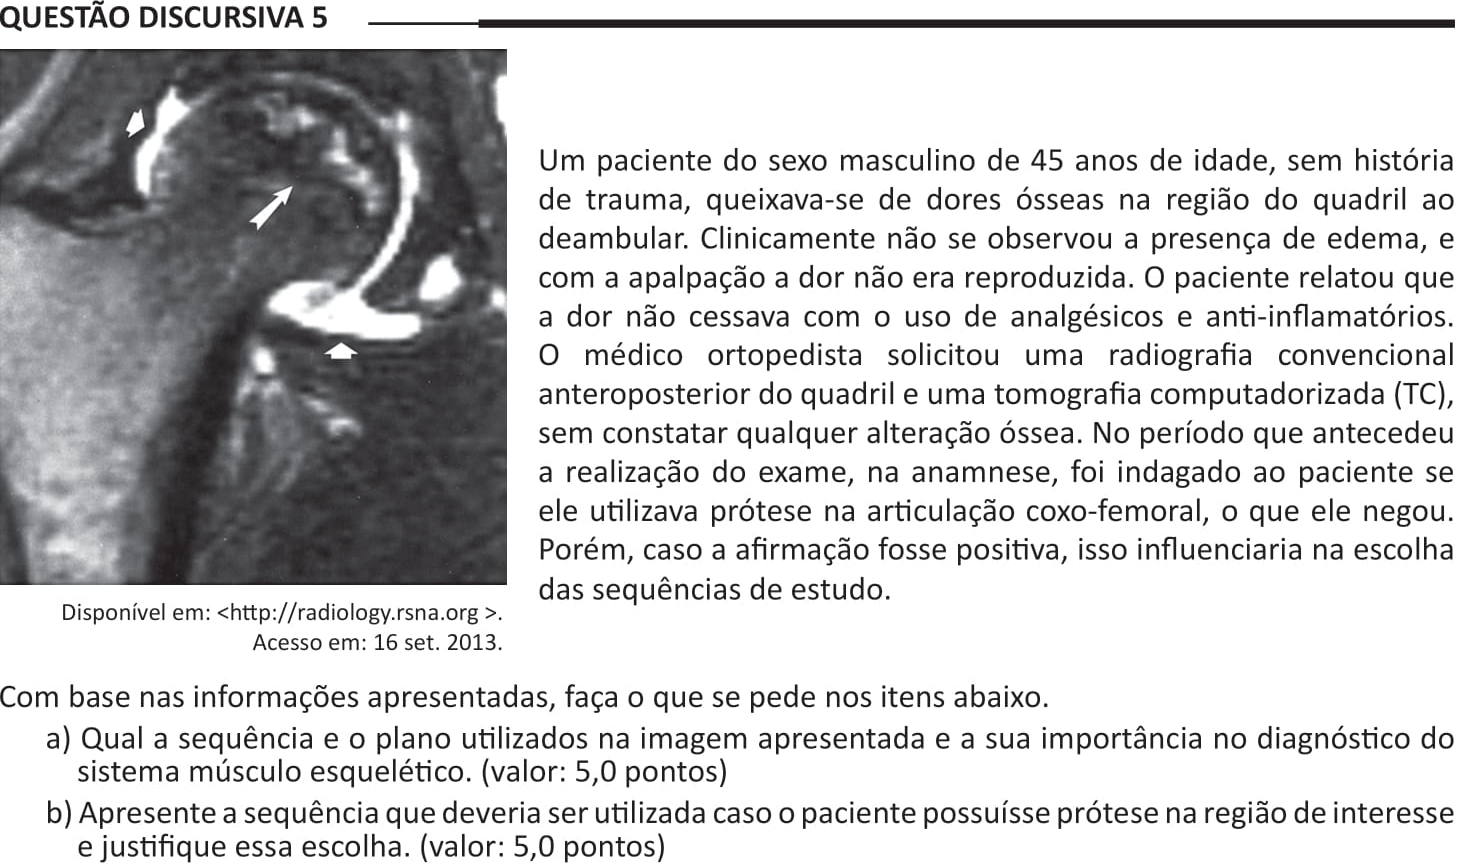 QUESTÃO DISCURSIVA 5
Um paciente do sexo masculino de 45 anos de idade, sem história
de trauma, queixava-se de dores ósseas na região do quadril ao
deambular. Clinicamente não se observou a presença de edema, e
com a apalpação a dor não era reproduzida. O paciente relatou que
a dor não cessava com o uso de analgésicos e anti-inflamatórios.
O médico ortopedista solicitou uma radiografia convencional
anteroposterior do quadril e uma tomografia computadorizada (TC),
sem constatar qualquer alteração óssea. No período que antecedeu
a realização do exame, na anamnese, foi indagado ao paciente se
ele utilizava prótese na articulação coxo-femoral, o que ele negou.
Porém, caso a afirmação fosse positiva, isso influenciaria na escolha
das sequências de estudo.
Disponível em: <http://radiology.rsna.org >.
Acesso em: 16 set. 2013.
Com base nas informações apresentadas, faça o que se pede nos itens abaixo.
a) Qual a sequência e o plano utilizados na imagem apresentada e a sua importância no diagnóstico do
sistema músculo esquelético. (valor: 5,0 pontos)
b) Apresente a sequência que deveria ser utilizada caso o paciente possuísse prótese na região de interesse
e justifique essa escolha. (valor: 5,0 pontos)